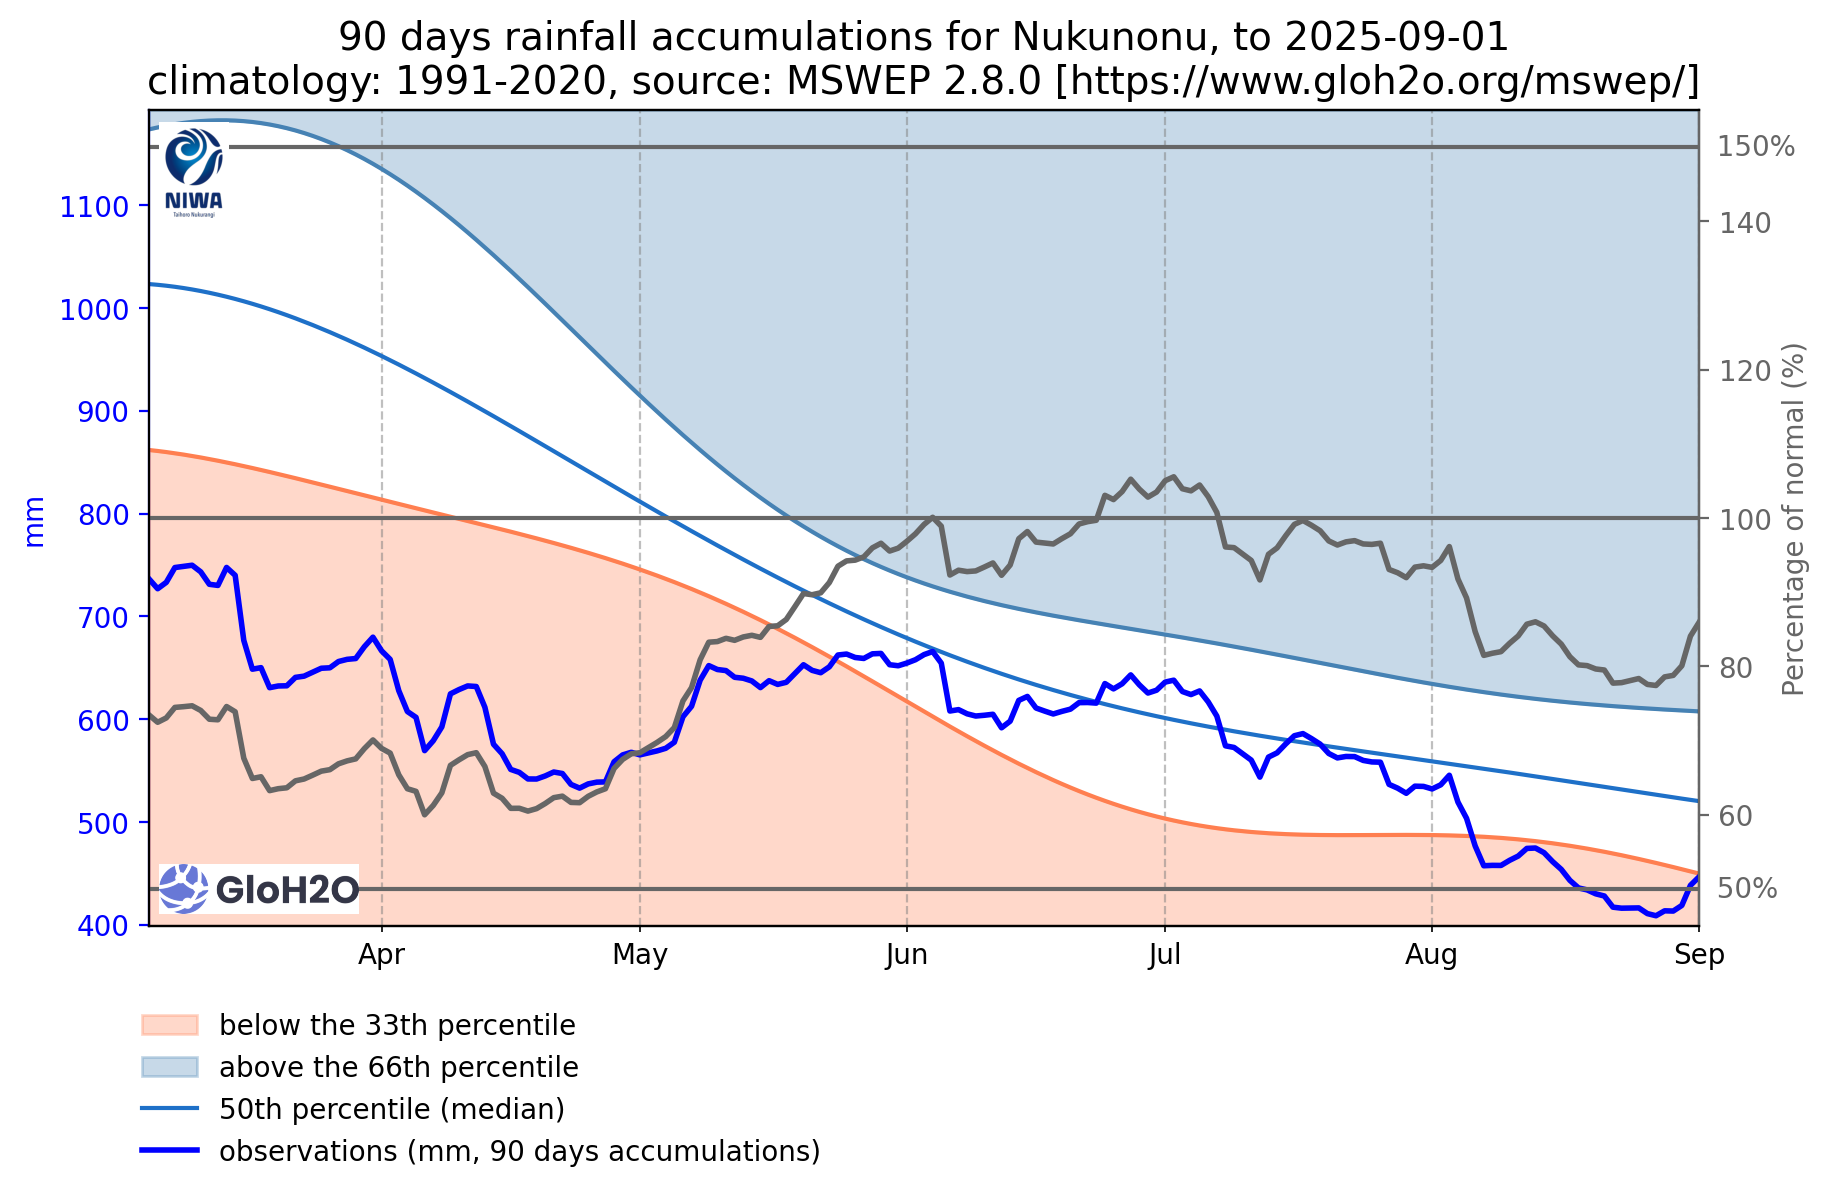 90 days rainfall accumulations for Nukunonu, to 2025-09-01
climatology: 1991-2020, source: MSWEP 2.8.0 [https://www.gloh2o.org/mswep/]
NIWA
Taihoro Nukurangi
1100
1000
900
800
700
600
500
400
mm
150%
140
120
100
80
60
50%
Percentage of normal (%)
GloH2O
Apr
May
Jun
Jul
Aug
Sep
below the 33th percentile
above the 66th percentile
50th percentile (median)
observations (mm, 90 days accumulations)